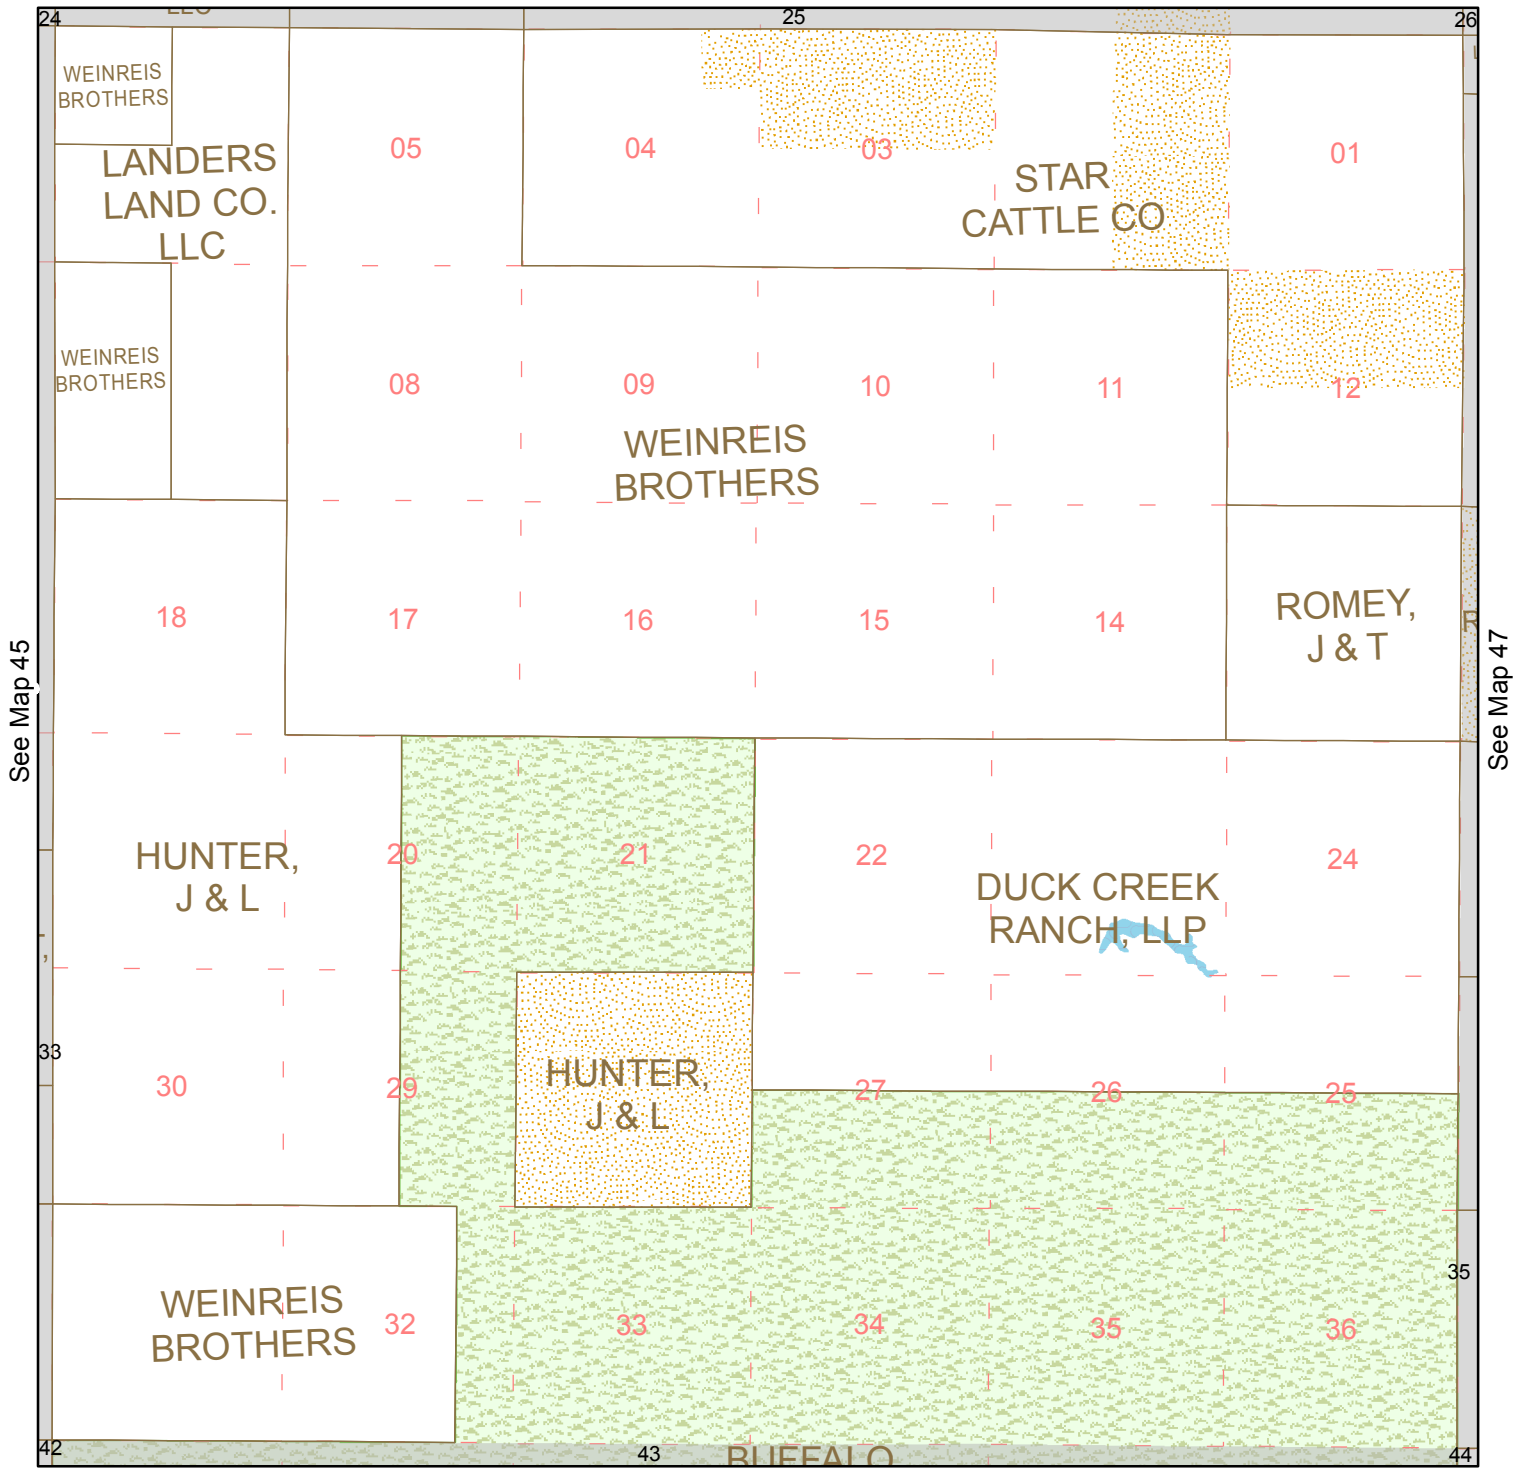 LLC
24
25
26
WEINREIS
BROTHERS
LANDERS
LAND CO.
LLC
05
04
03
01
STAR
CATTLE CO
WEINREIS
BROTHERS
08
09
10
11
12
WEINREIS
BROTHERS
18
17
16
15
14
ROMEY,
J & T
R
See Map 45
See Map 47
HUNTER,
J & L
20
21
22
24
DUCK CREEK
RANCH, LLP
,
33
30
29
HUNTER,
J & L
27
26
25
35
WEINREIS
BROTHERS
32
33
34
35
36
42
43
44
BUFFALO